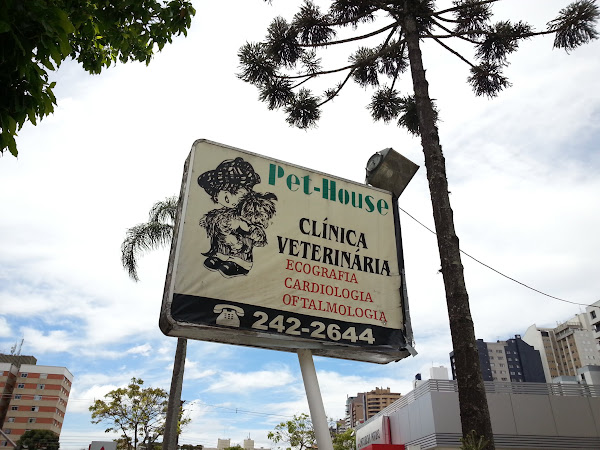 Pet-House
CLÍNICA
VETERINÁRIA
ECOGRAFIA
CARDIOLOGIA
OFTALMOLOGIA
242-2644